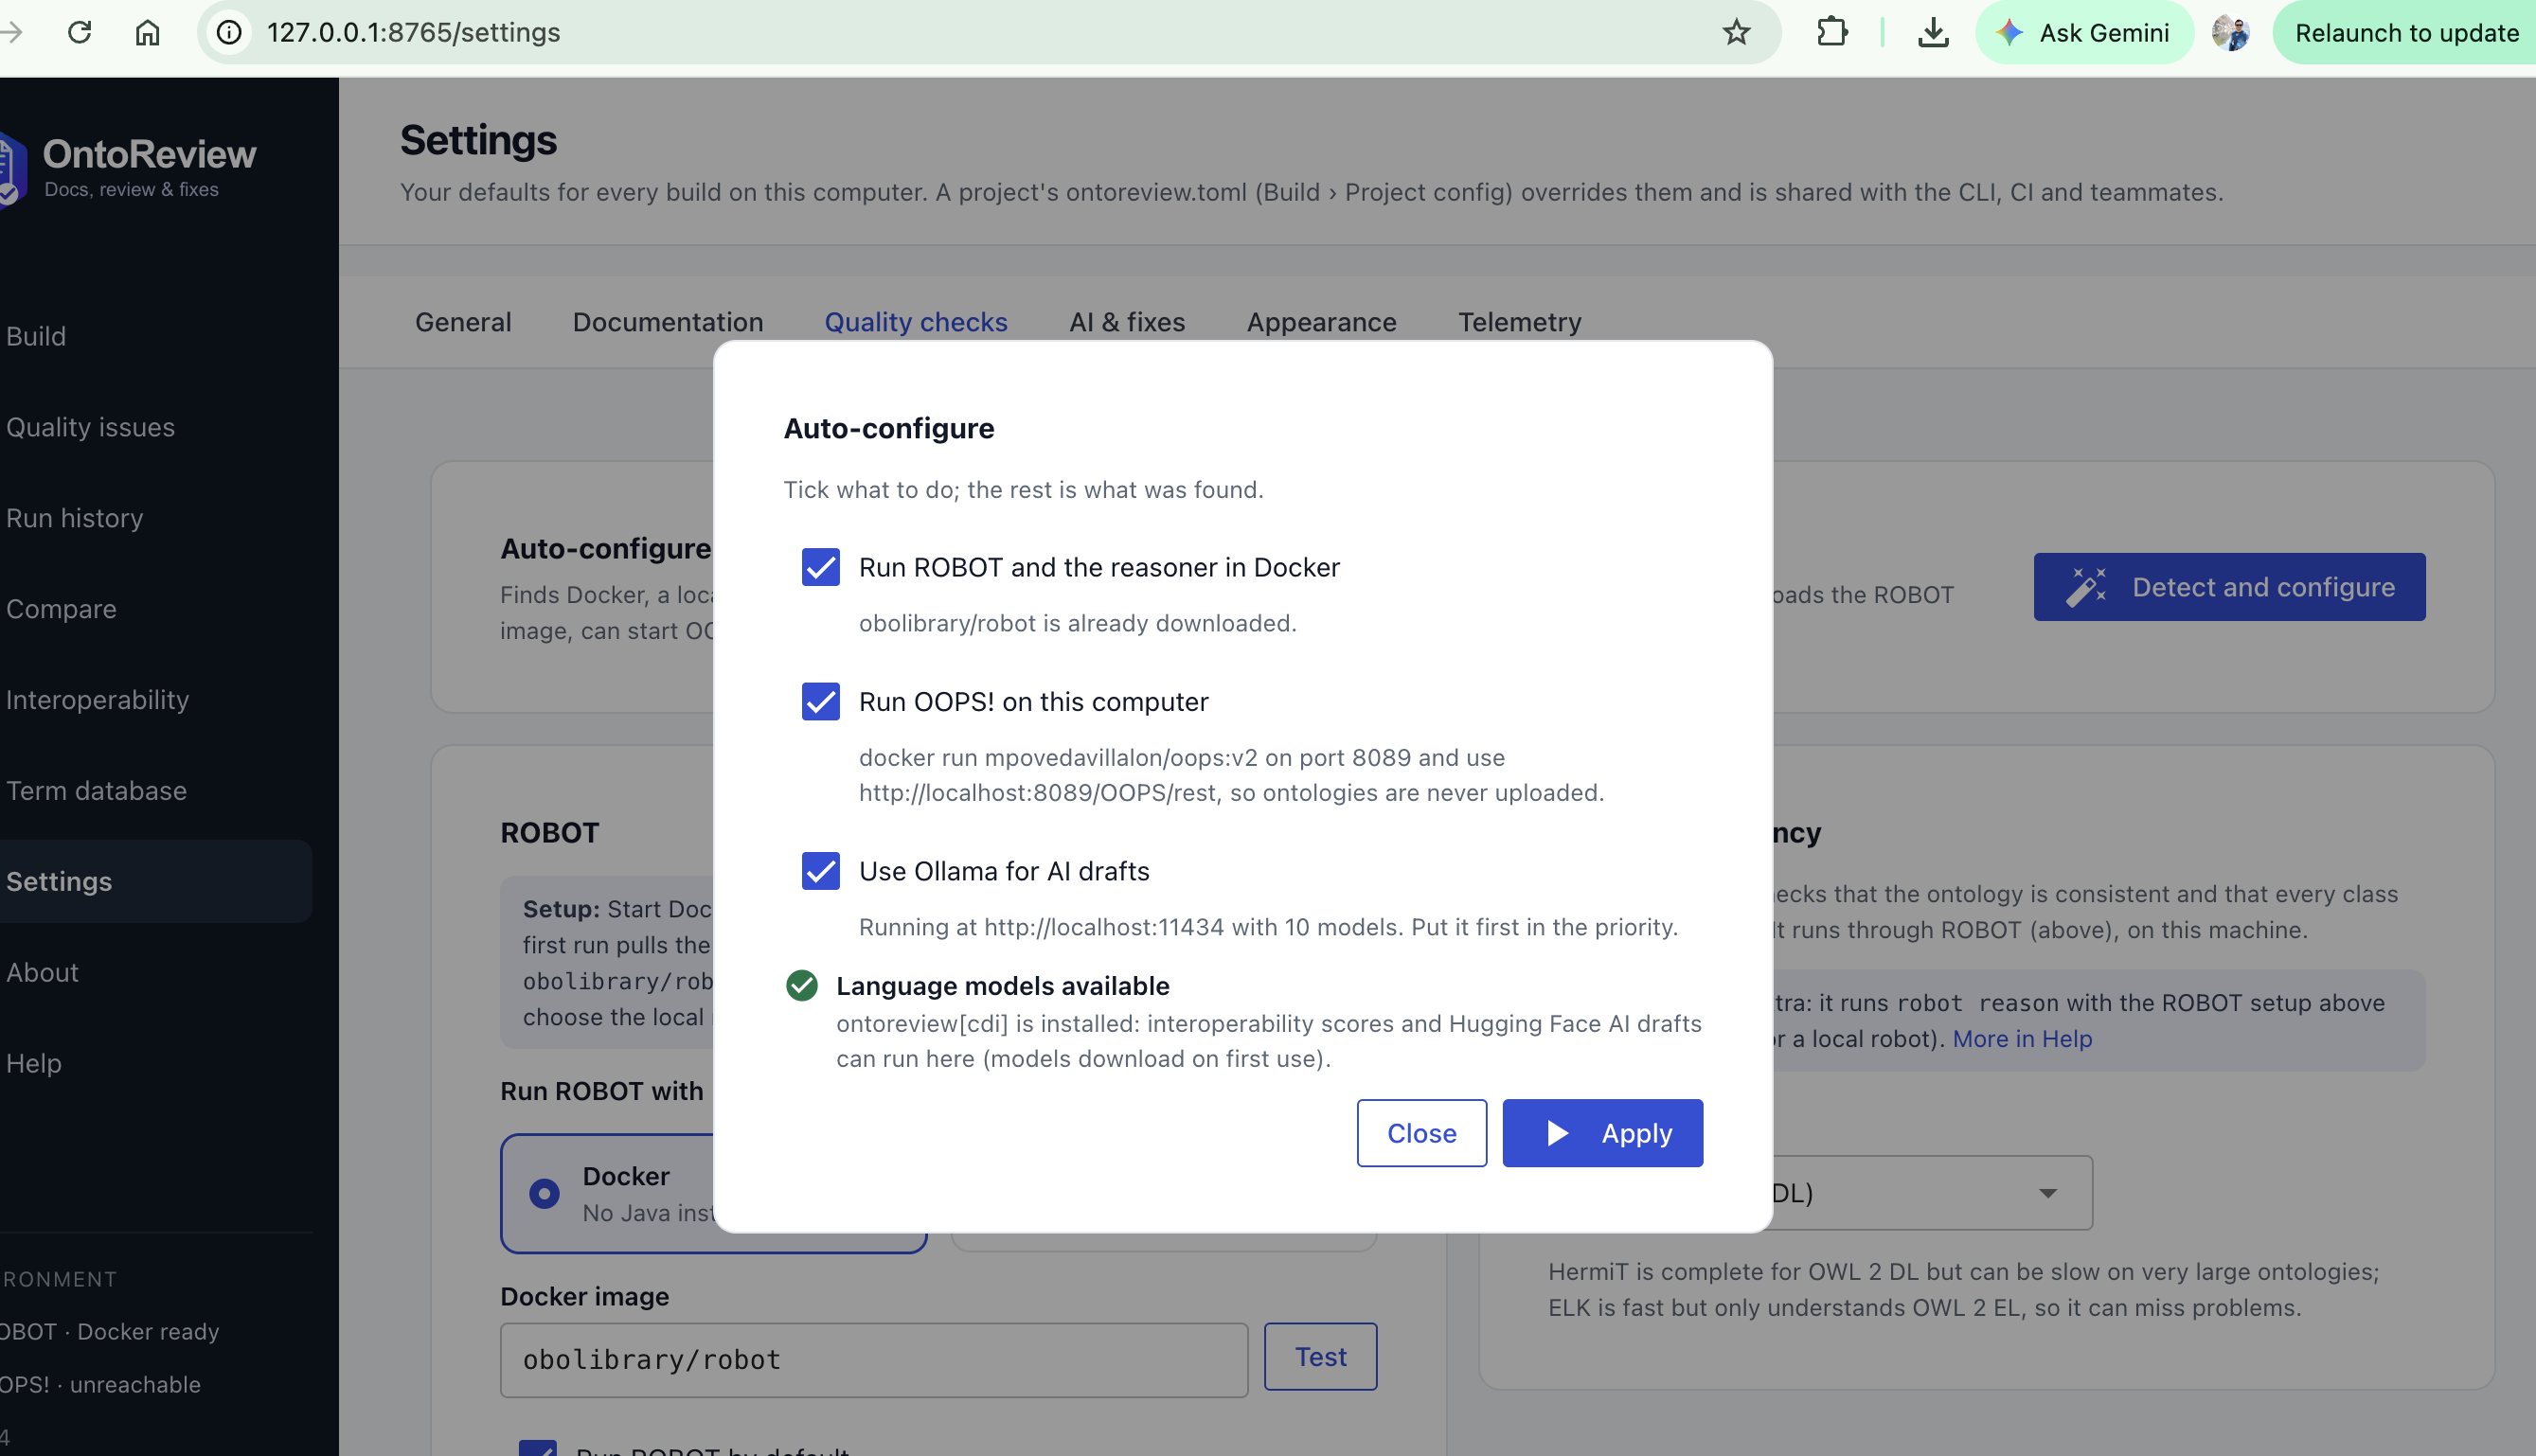 127.0.0.1:8765/settings
Ask Gemini
Relaunch to update
OntoReview
Docs, review & fixes
Build
Quality issues
Run history
Compare
Interoperability
Term database
Settings
About
Help
RONMENT
OBOT · Docker ready
OPS! · unreachable
4
Settings
Your defaults for every build on this computer. A project's ontoreview.toml (Build › Project config) overrides them and is shared with the CLI, CI and teammates.
General
Documentation
Quality checks
AI & fixes
Appearance
Telemetry
Auto-configure
Finds Docker, a loca
oads the ROBOT
image, can start OO
Detect and configure
ROBOT
Setup: Start Doc
first run pulls the
obolibrary/rob
choose the local
Run ROBOT with
Docker
No Java inst
Docker image
obolibrary/robot
Test
Run ROBOT by default
ncy
ecks that the ontology is consistent and that every class
It runs through ROBOT (above), on this machine.
tra: it runs robot reason with the ROBOT setup above
or a local robot). More in Help
DL)
HermiT is complete for OWL 2 DL but can be slow on very large ontologies;
ELK is fast but only understands OWL 2 EL, so it can miss problems.
Auto-configure
Tick what to do; the rest is what was found.
Run ROBOT and the reasoner in Docker
obolibrary/robot is already downloaded.
Run OOPS! on this computer
docker run mpovedavillalon/oops:v2 on port 8089 and use
http://localhost:8089/OOPS/rest, so ontologies are never uploaded.
Use Ollama for AI drafts
Running at http://localhost:11434 with 10 models. Put it first in the priority.
Language models available
ontoreview[cdi] is installed: interoperability scores and Hugging Face AI drafts
can run here (models download on first use).
Close
Apply